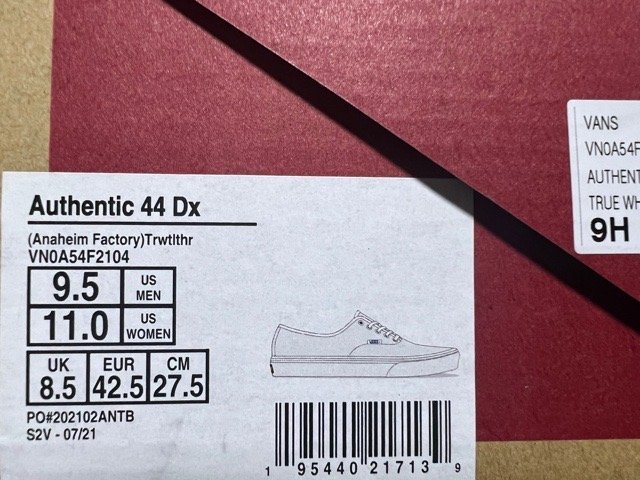 Authentic 44 Dx
(Anaheim Factory)Trwtlthr
VN0A54F2104
9.5 US MEN
11.0 US WOMEN
UK EUR CM
8.5 42.5 27.5
PO#202102ANTB
S2V - 07/21
1 95440 21713 9
VANS
VN0A54F
AUTHENT
TRUE WH
9H